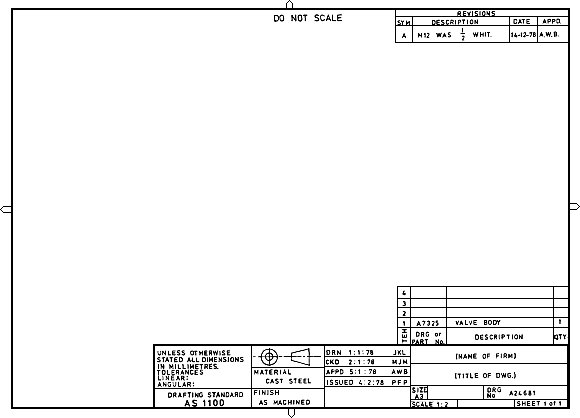 DO NOT SCALE
REVISIONS
SYM DESCRIPTION DATE APPD.
A M12 WAS 1/2 WHIT. 14-12-78 A.W.B.
4
3
2
1 A7325 VALVE BODY 1
ITEM DRG or PART No. DESCRIPTION QTY.
UNLESS OTHERWISE
STATED ALL DIMENSIONS
IN MILLIMETRES.
TOLERANCES
LINEAR:
ANGULAR:
DRAFTING STANDARD
AS 1100
MATERIAL
CAST STEEL
FINISH
AS MACHINED
DRN 1:1:78 JKL
CKD 2:1:78 MJN
APPD 5:1:78 AWB
ISSUED 4:2:78 PFP
(NAME OF FIRM)
(TITLE OF DWG.)
SIZE A3 DRG No A24681
SCALE 1:2 SHEET 1 of 1